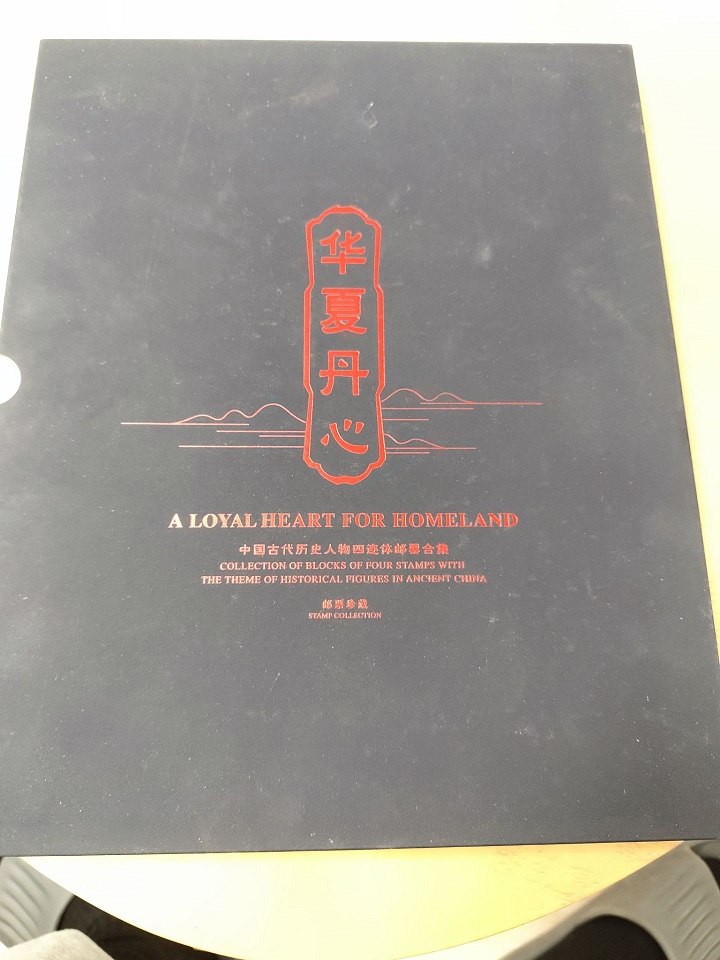 华夏丹心
A LOYAL HEART FOR HOMELAND
中国古代历史人物四连体邮票合集
COLLECTION OF BLOCKS OF FOUR STAMPS WITH
THE THEME OF HISTORICAL FIGURES IN ANCIENT CHINA
邮票珍藏
STAMP COLLECTION